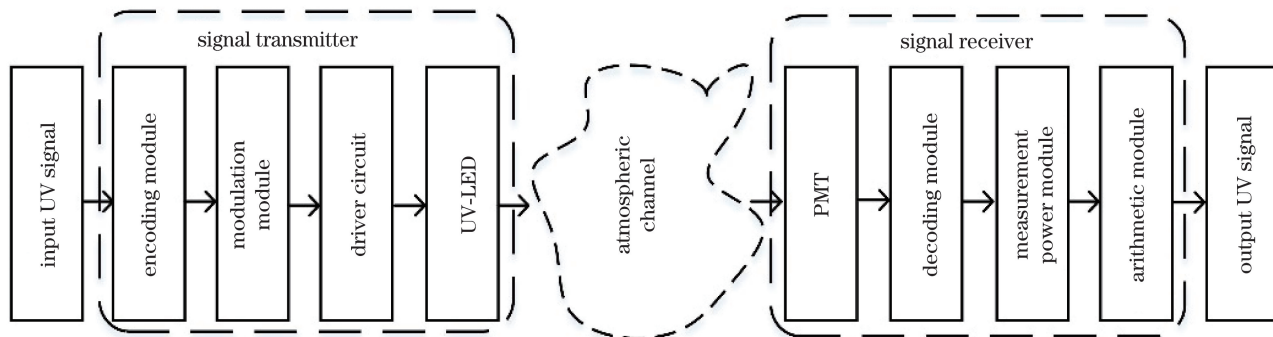 signal transmitter
signal receiver
input UV signal
encoding module
modulation
module
driver circuit
UV-LED
atmospheric
channel
PMT
decoding module
measurement
power module
arithmetic module
output UV signal